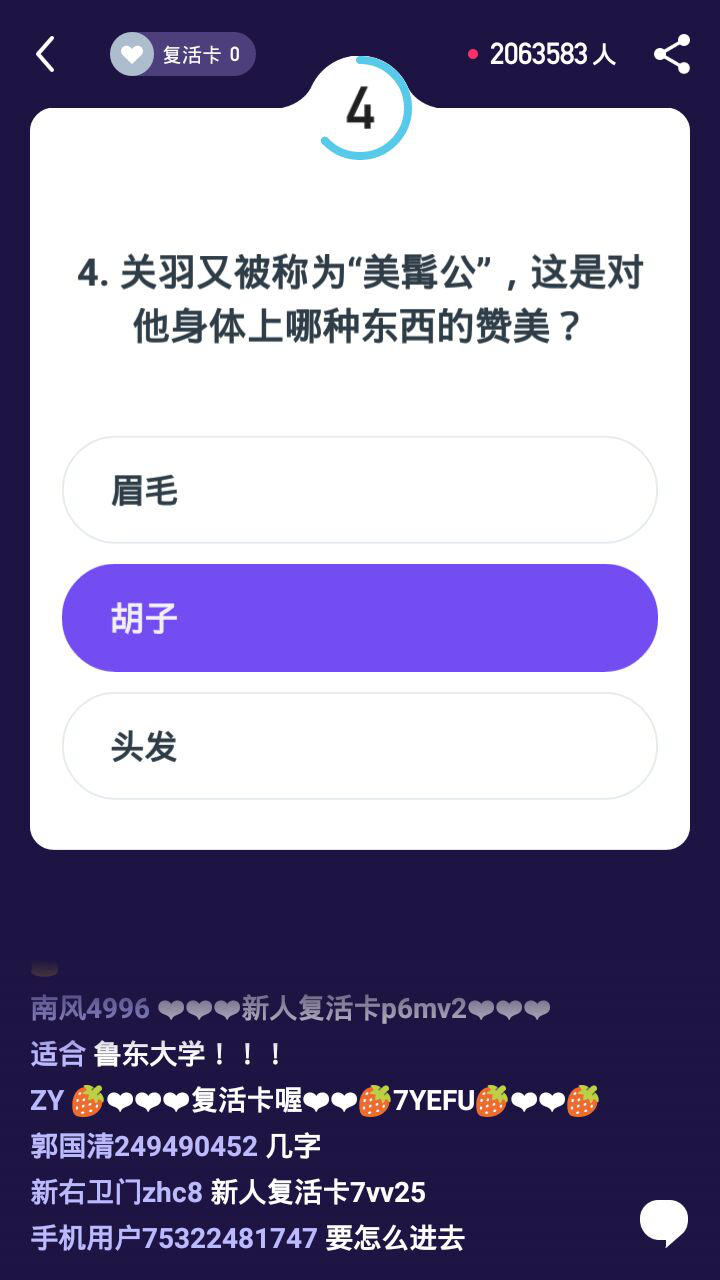 复活卡 0
2063583 人
4
4. 关羽又被称为“美髯公”，这是对
他身体上哪种东西的赞美？
眉毛
胡子
头发
南风4996 ❤❤❤新人复活卡p6mv2❤❤❤
适合 鲁东大学！！！
ZY 🍓❤❤❤复活卡喔❤❤🍓7YEFU🍓❤❤🍓
郭国清249490452 几字
新右卫门zhc8 新人复活卡7vv25
手机用户75322481747 要怎么进去